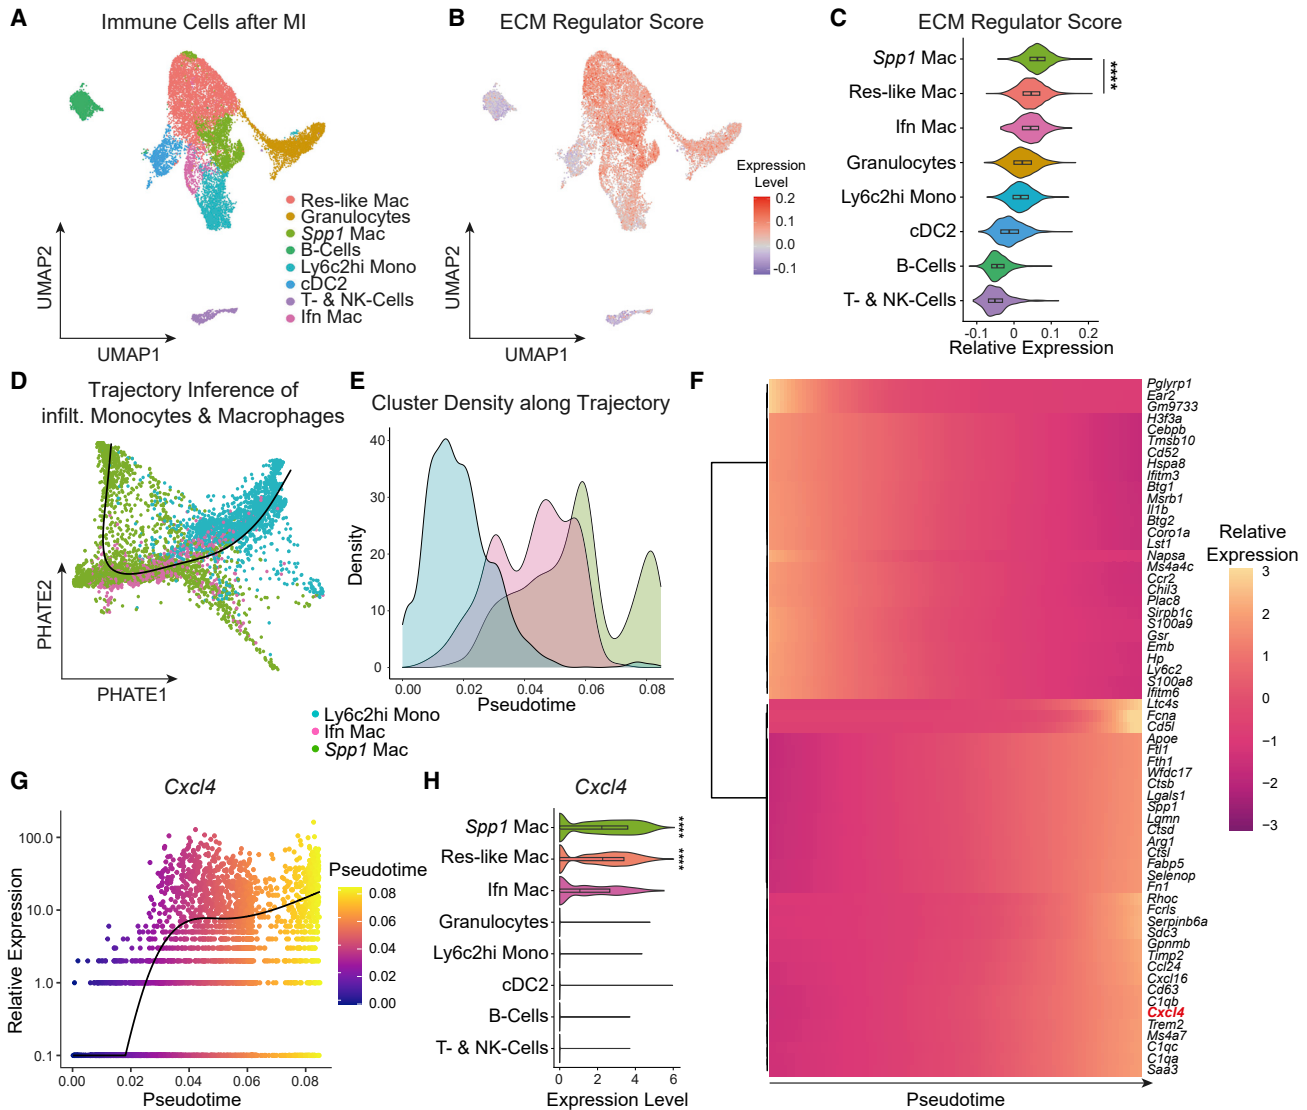 A
Immune Cells after MI
Res-like Mac
Granulocytes
Spp1 Mac
B-Cells
Ly6c2hi Mono
cDC2
T- & NK-Cells
Ifn Mac
UMAP2
UMAP1
B
ECM Regulator Score
Expression
Level
0.2
0.1
0.0
-0.1
UMAP2
UMAP1
C
ECM Regulator Score
Spp1 Mac
Res-like Mac
Ifn Mac
Granulocytes
Ly6c2hi Mono
cDC2
B-Cells
T- & NK-Cells
****
-0.1 0 0.1 0.2
Relative Expression
D
Trajectory Inference of
infilt. Monocytes & Macrophages
PHATE2
PHATE1
E
Cluster Density along Trajectory
Density
40
30
20
10
0
0.00 0.02 0.04 0.06 0.08
Pseudotime
Ly6c2hi Mono
Ifn Mac
Spp1 Mac
F
Pglyrp1
Ear2
Gm9733
H3f3a
Cebpb
Tmsb10
Cd52
Hspa8
Ifitm3
Btg1
Msrb1
Il1b
Btg2
Coro1a
Lst1
Napsa
Ms4a4c
Ccr2
Chil3
Plac8
Sirpb1c
S100a9
Gsr
Emb
Hp
Ly6c2
S100a8
Ifitm6
Ltc4s
Fcna
Cd5l
Apoe
Ftl1
Fth1
Wfdc17
Ctsb
Lgals1
Spp1
Lgmn
Ctsd
Arg1
Ctsl
Fabp5
Selenop
Fn1
Rhoc
Fcrls
Serpinb6a
Sdc3
Gpnmb
Timp2
Ccl24
Cxcl16
Cd63
C1qb
Cxcl4
Trem2
Ms4a7
C1qc
C1qa
Saa3
Pseudotime
Relative
Expression
3
2
1
0
−1
−2
−3
G
Cxcl4
Relative Expression
100.0
10.0
1.0
0.1
0.00 0.02 0.04 0.06 0.08
Pseudotime
Pseudotime
0.08
0.06
0.04
0.02
0.00
H
Cxcl4
Spp1 Mac
Res-like Mac
Ifn Mac
Granulocytes
Ly6c2hi Mono
cDC2
B-Cells
T- & NK-Cells
****
****
0 2 4 6
Expression Level